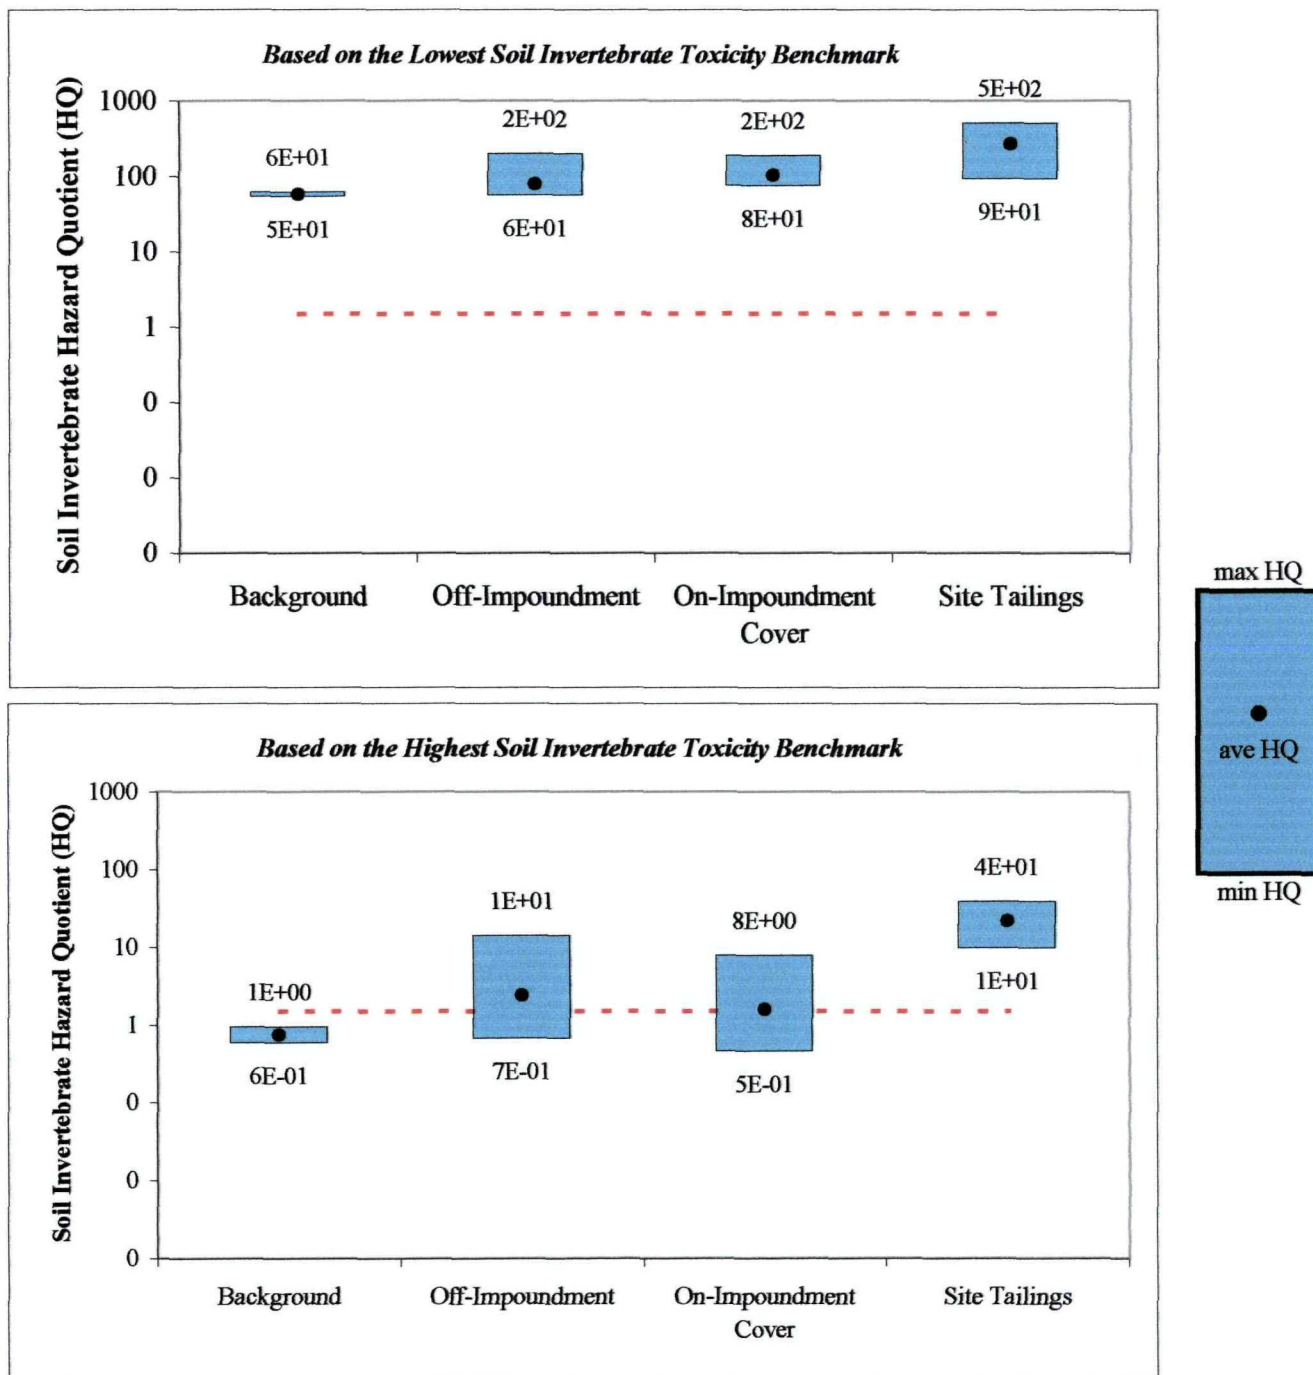 Based on the Lowest Soil Invertebrate Toxicity Benchmark
Soil Invertebrate Hazard Quotient (HQ)
1000
100
10
1
0
0
0
6E+01
5E+01
2E+02
6E+01
2E+02
8E+01
5E+02
9E+01
Background
Off-Impoundment
On-Impoundment
Cover
Site Tailings
max HQ
ave HQ
min HQ
Based on the Highest Soil Invertebrate Toxicity Benchmark
Soil Invertebrate Hazard Quotient (HQ)
1000
100
10
1
0
0
0
1E+00
6E-01
1E+01
7E-01
8E+00
5E-01
4E+01
1E+01
Background
Off-Impoundment
On-Impoundment
Cover
Site Tailings